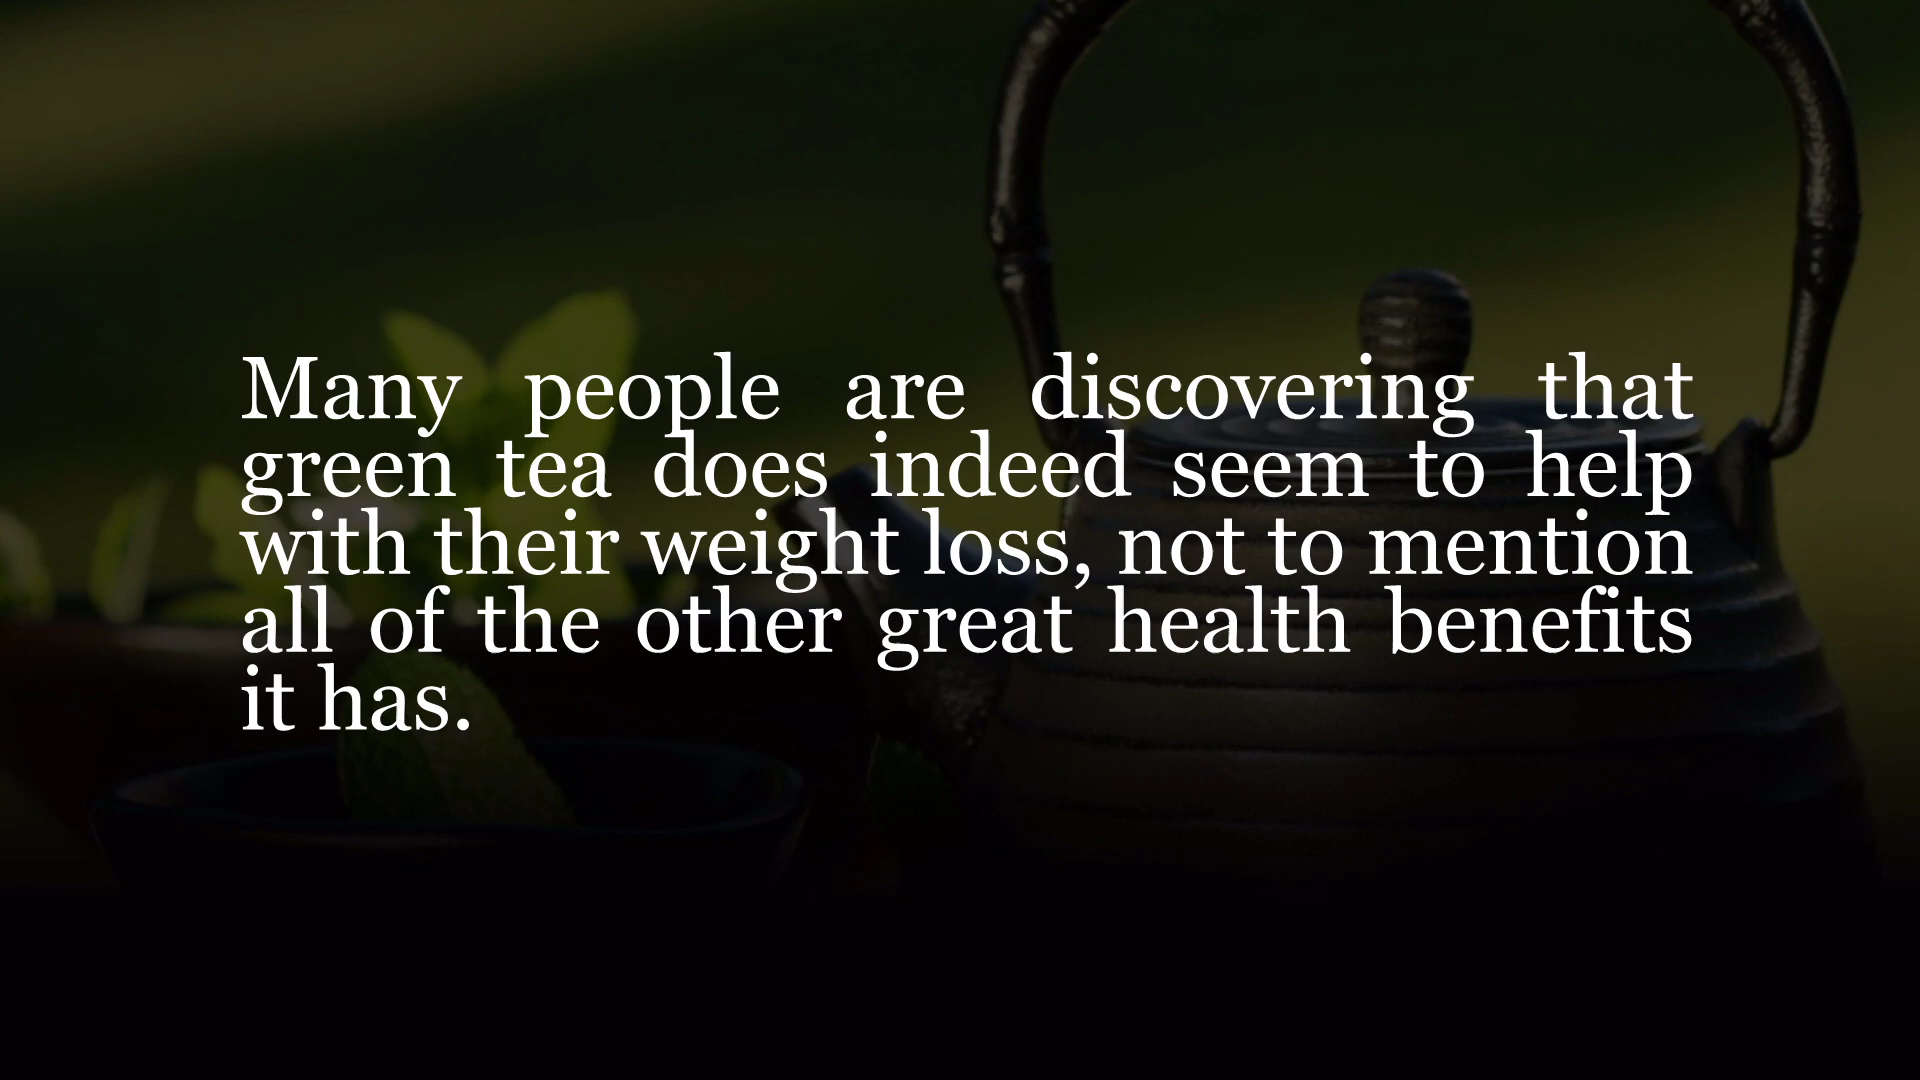 Many people are discovering that
green tea does indeed seem to help
with their weight loss, not to mention
all of the other great health benefits
it has.